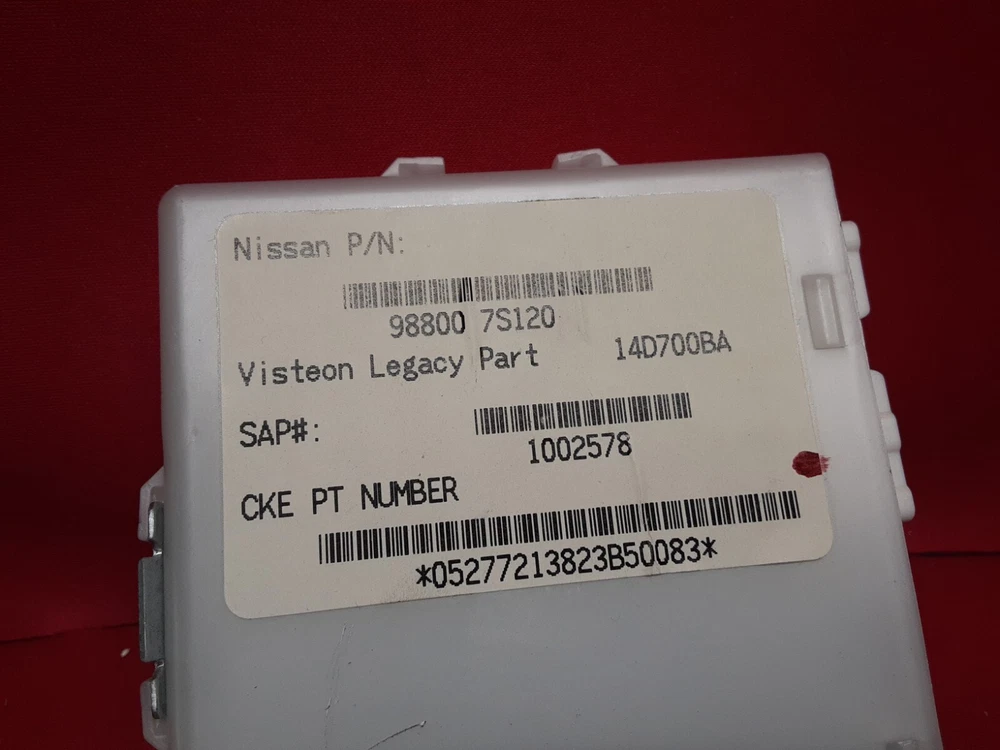 Nissan P/N:
98800 7S120
Visteon Legacy Part 14D700BA
SAP#:
1002578
CKE PT NUMBER
*05277213823B50083*